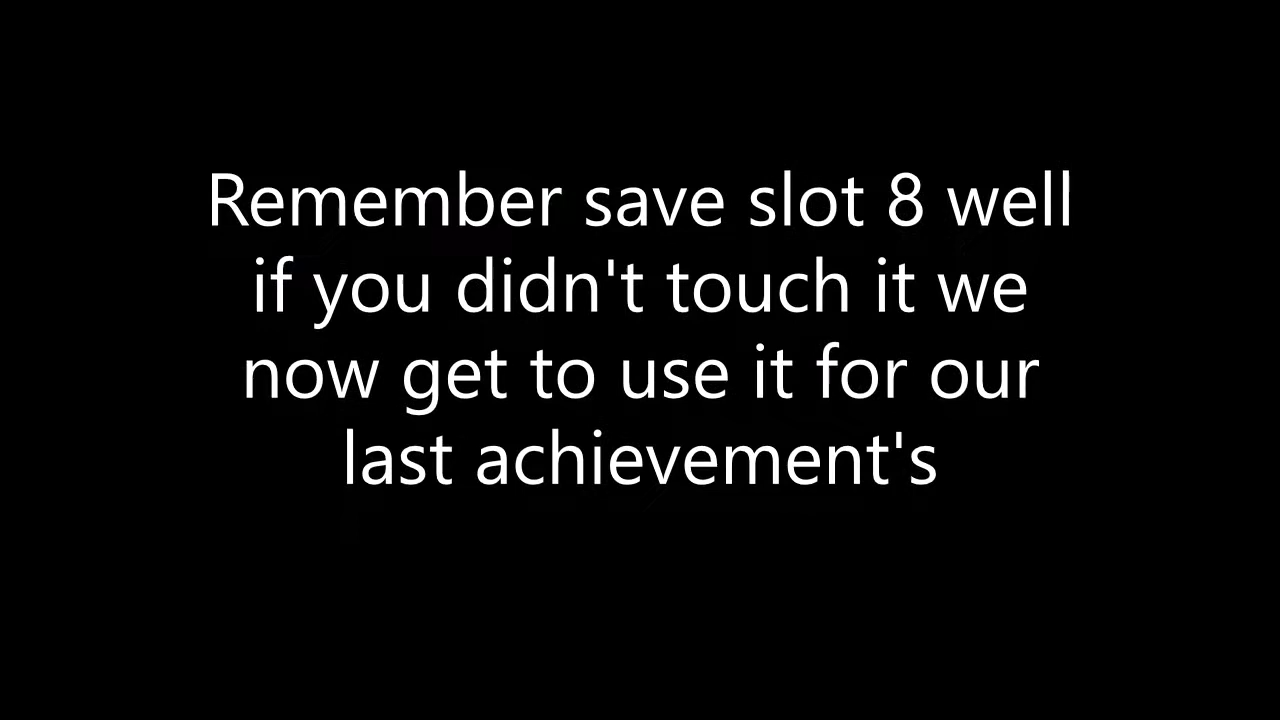 Remember save slot 8 well
if you didn't touch it we
now get to use it for our
last achievement's